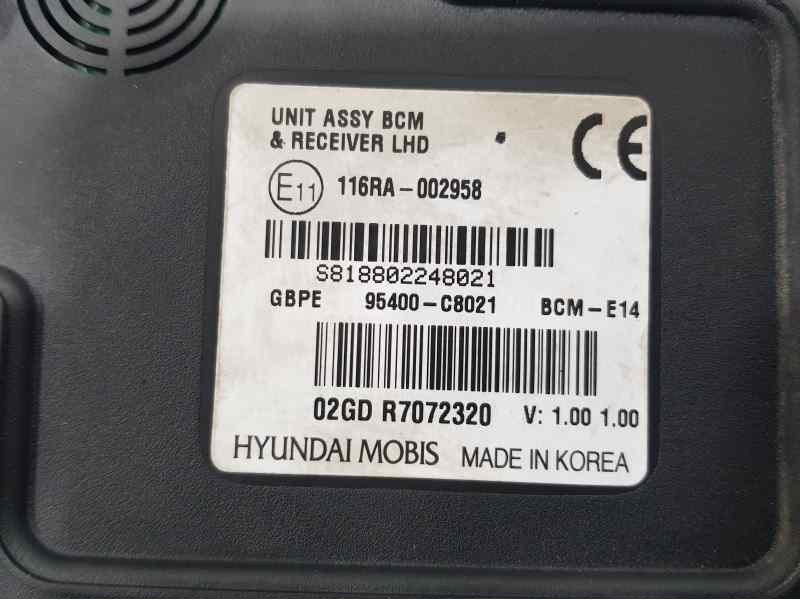 UNIT ASSY BCM
& RECEIVER LHD
CE
E11 116RA-002958
S818802248021
GBPE 95400-C8021 BCM-E14
02GD R7072320 V: 1.00 1.00
HYUNDAI MOBIS MADE IN KOREA